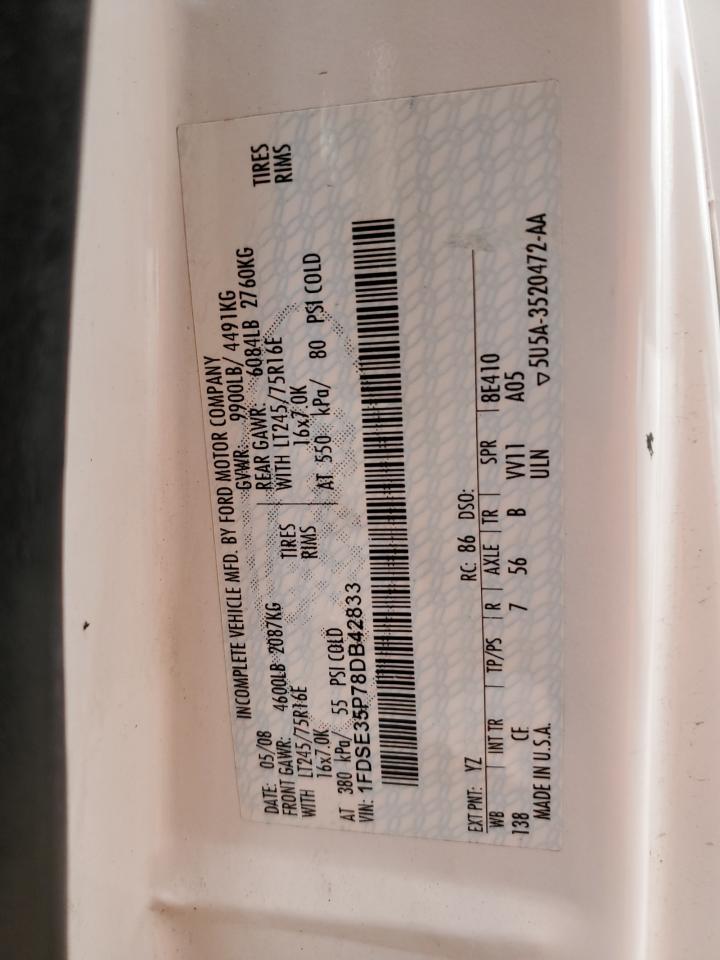 INCOMPLETE VEHICLE MFD. BY FORD MOTOR COMPANY
DATE: 05/08 GVWR: 9900LB/ 4491KG
FRONT GAWR: 4600LB 2087KG REAR GAWR: 6084LB 2760KG
WITH LT245/75R16E TIRES WITH LT245/75R16E TIRES
16x7.0K RIMS 16x7.0K RIMS
AT 380 kPa/ 55 PSI COLD AT 550 kPa/ 80 PSI COLD
VIN: 1FDSE35P78DB42833
EXT PNT: YZ RC: 86 DSO:
WB INT TR TP/PS R AXLE TR SPR 18E410
138 CE 7 56 B VV11 A05
MADE IN U.S.A. ULN ▽5U5A-3520472-AA